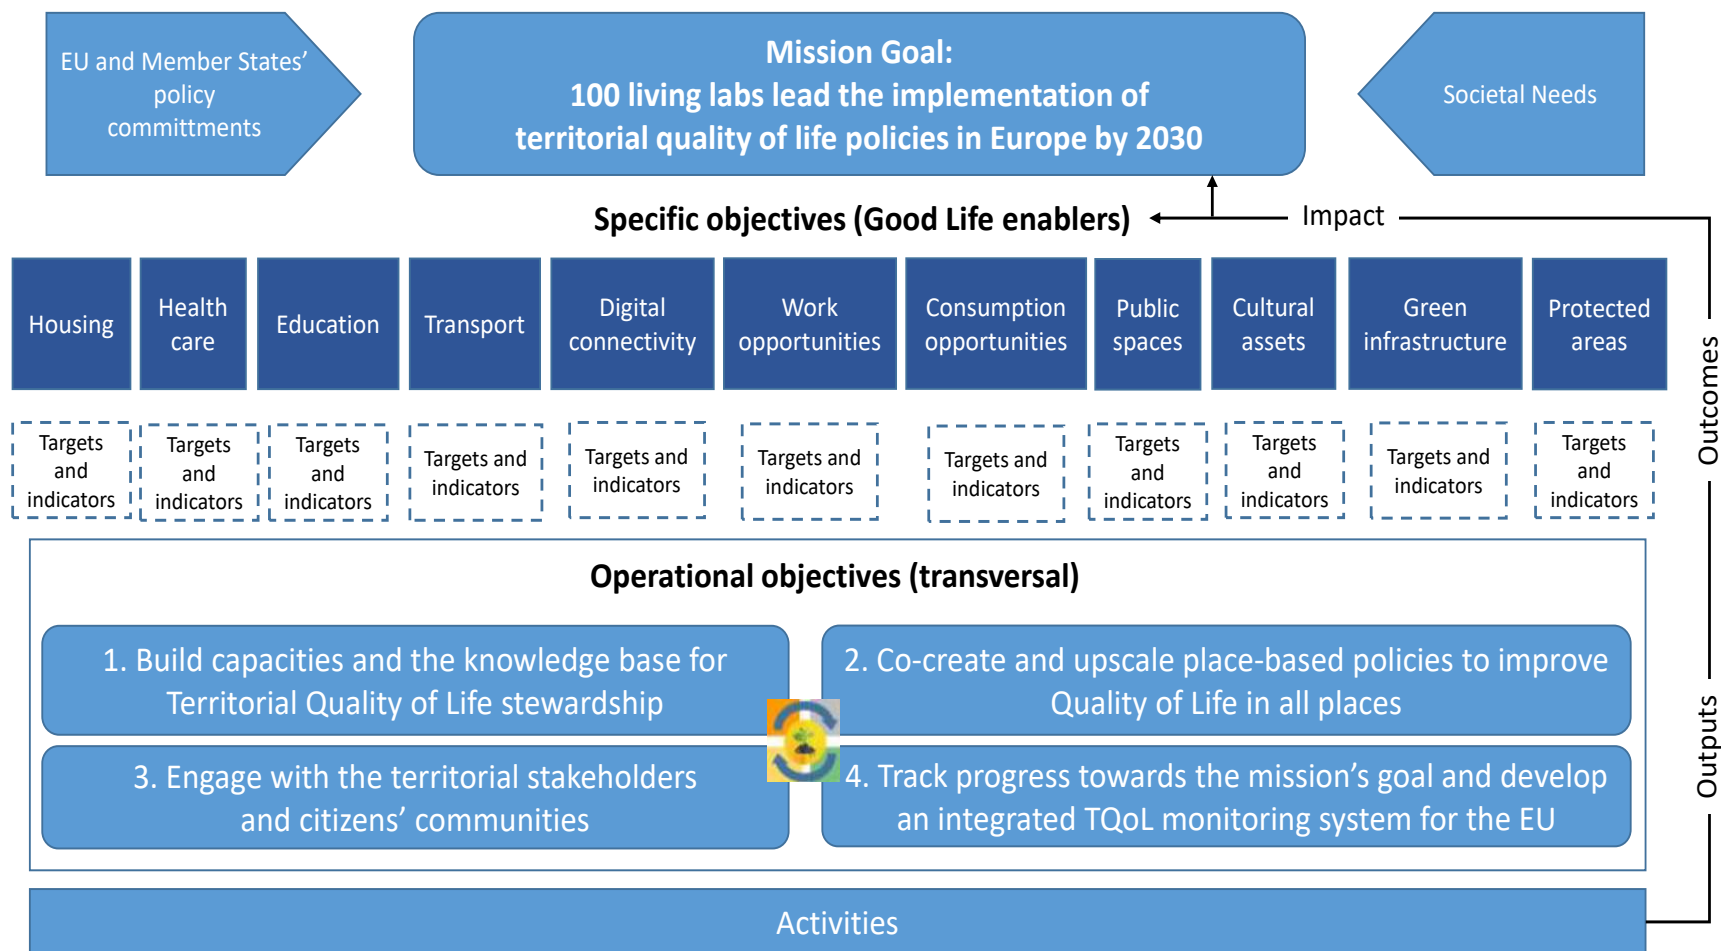 EU and Member States’
policy
committments
Mission Goal:
100 living labs lead the implementation of
territorial quality of life policies in Europe by 2030
Societal Needs
Specific objectives (Good Life enablers)
Impact
Housing
Health
care
Education
Transport
Digital
connectivity
Work
opportunities
Consumption
opportunities
Public
spaces
Cultural
assets
Green
infrastructure
Protected
areas
Targets
and
indicators
Targets
and
indicators
Targets
and
indicators
Targets and
indicators
Targets and
indicators
Targets and
indicators
Targets and
indicators
Targets
and
indicators
Targets
and
indicators
Targets and
indicators
Targets
and
indicators
Outcomes
Operational objectives (transversal)
1. Build capacities and the knowledge base for
Territorial Quality of Life stewardship
2. Co-create and upscale place-based policies to improve
Quality of Life in all places
3. Engage with the territorial stakeholders
and citizens’ communities
4. Track progress towards the mission’s goal and develop
an integrated TQoL monitoring system for the EU
Outputs
Activities